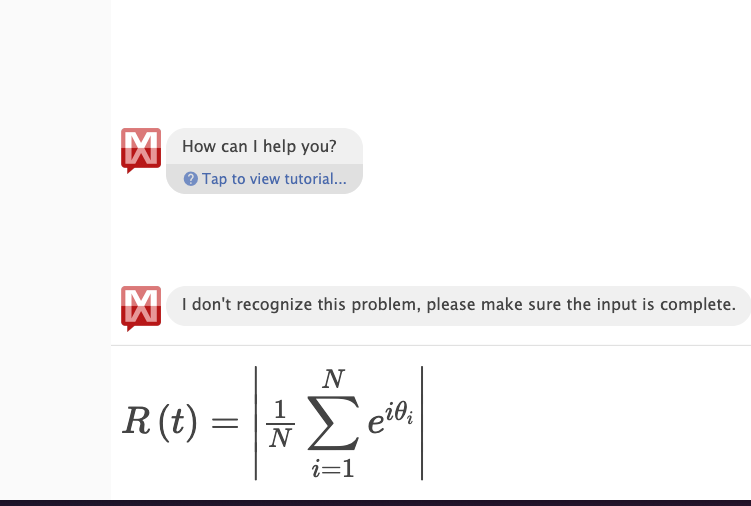 How can I help you?
Tap to view tutorial...
I don't recognize this problem, please make sure the input is complete.
R(t) = |1/N ∑_{i=1}^{N} e^{iθ_i}|